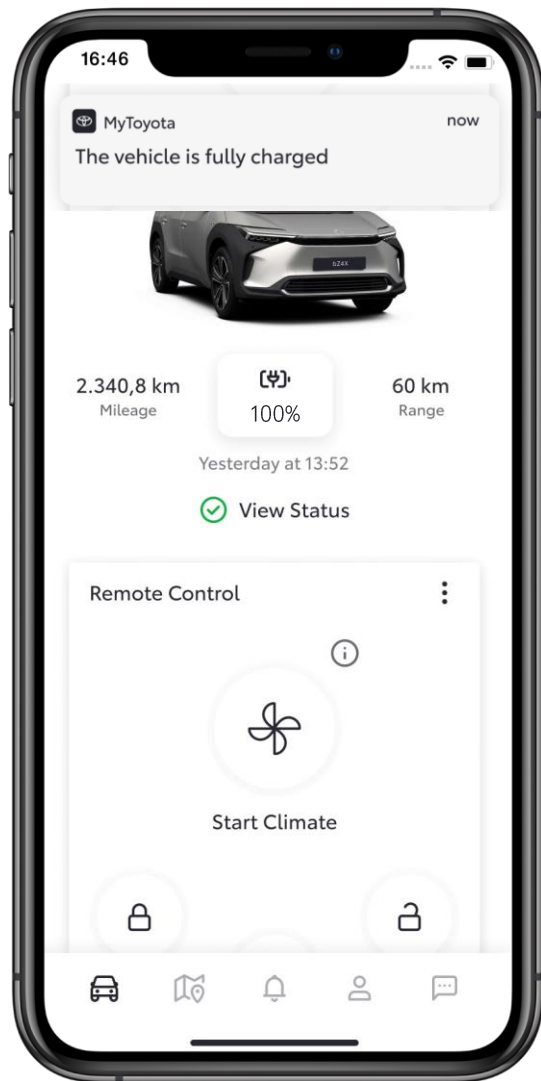 16:46
MyToyota
now
The vehicle is fully charged
bZ4X
2.340,8 km
Mileage
100%
60 km
Range
Yesterday at 13:52
View Status
Remote Control
Start Climate